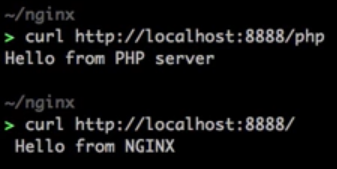 ~/nginx
> curl http://localhost:8888/php
Hello from PHP server
~/nginx
> curl http://localhost:8888/
Hello from NGINX